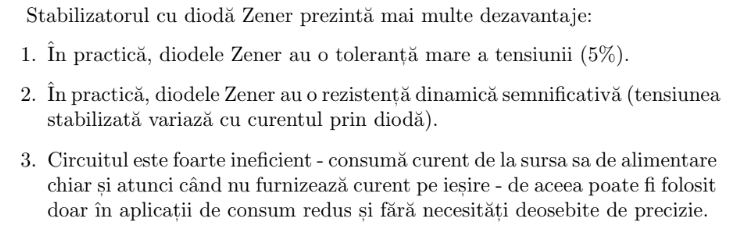 Stabilizatorul cu diodă Zener prezintă mai multe dezavantaje:
1. În practică, diodele Zener au o toleranță mare a tensiunii (5%).
2. În practică, diodele Zener au o rezistență dinamică semnificativă (tensiunea
stabilizată variază cu curentul prin diodă).
3. Circuitul este foarte ineficient - consumă curent de la sursa sa de alimentare
chiar și atunci când nu furnizează curent pe ieșire - de aceea poate fi folosit
doar în aplicații de consum redus și fără necesități deosebite de precizie.